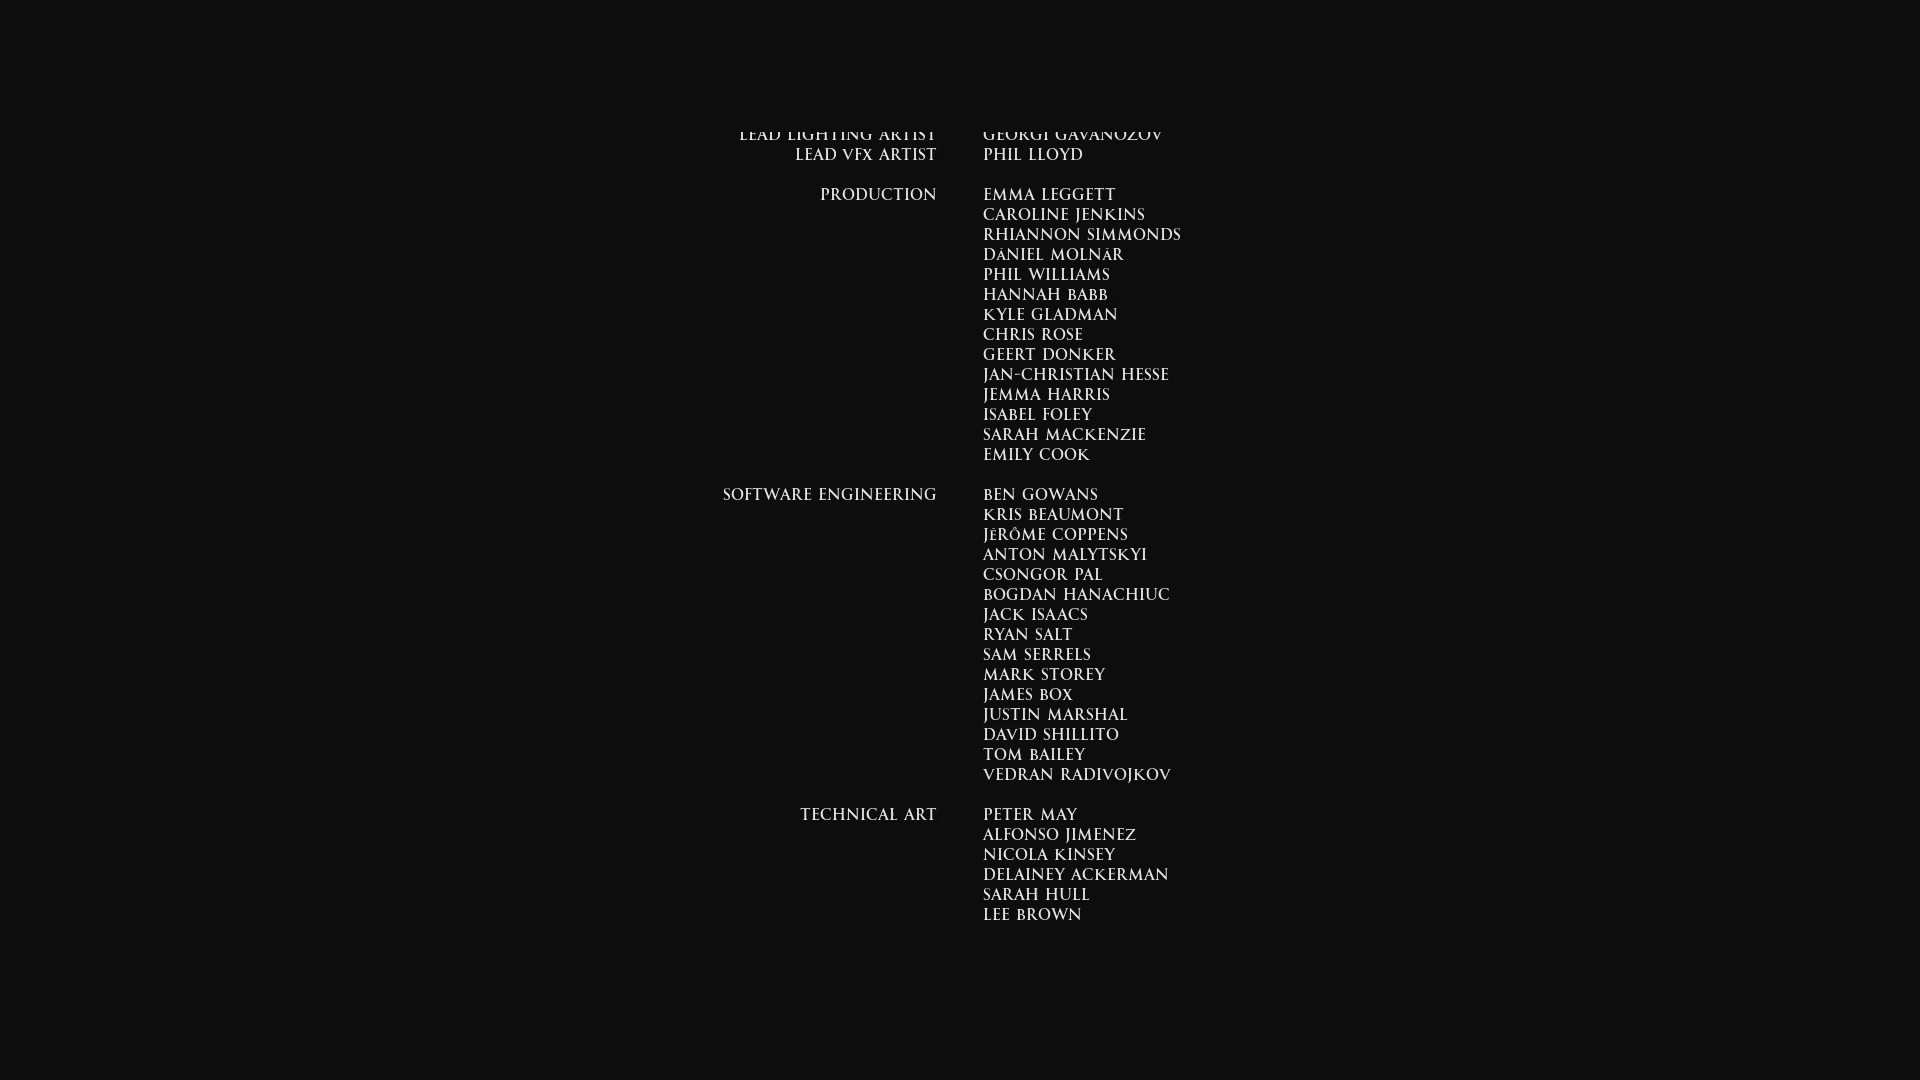 LEAD LIGHTING ARTIST GEORGI GAVANOZOV
LEAD VFX ARTIST PHIL LLOYD
PRODUCTION EMMA LEGGETT
CAROLINE JENKINS
RHIANNON SIMMONDS
DÁNIEL MOLNÁR
PHIL WILLIAMS
HANNAH BABB
KYLE GLADMAN
CHRIS ROSE
GEERT DONKER
JAN-CHRISTIAN HESSE
JEMMA HARRIS
ISABEL FOLEY
SARAH MACKENZIE
EMILY COOK
SOFTWARE ENGINEERING BEN GOWANS
KRIS BEAUMONT
JÉRÔME COPPENS
ANTON MALYTSKYI
CSONGOR PAL
BOGDAN HANACHIUC
JACK ISAACS
RYAN SALT
SAM SERRELS
MARK STOREY
JAMES BOX
JUSTIN MARSHAL
DAVID SHILLITO
TOM BAILEY
VEDRAN RADIVOJKOV
TECHNICAL ART PETER MAY
ALFONSO JIMENEZ
NICOLA KINSEY
DELAINEY ACKERMAN
SARAH HULL
LEE BROWN